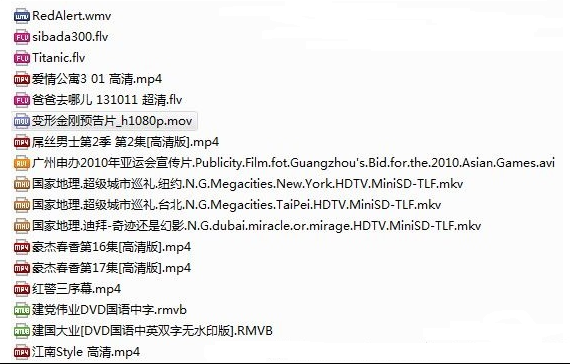 RedAlert.wmv
sibada300.flv
Titanic.flv
爱情公寓3 01 高清.mp4
爸爸去哪儿 131011 超清.flv
变形金刚预告片_h1080p.mov
屌丝男士第2季 第2集[高清版].mp4
广州申办2010年亚运会宣传片.Publicity.Film.fot.Guangzhou's.Bid.for.the.2010.Asian.Games.avi
国家地理.超级城市巡礼.纽约.N.G.Megacities.New.York.HDTV.MiniSD-TLF.mkv
国家地理.超级城市巡礼.台北.N.G.Megacities.TaiPei.HDTV.MiniSD-TLF.mkv
国家地理.迪拜-奇迹还是幻影.N.G.dubai.miracle.or.mirage.HDTV.MiniSD-TLF.mkv
豪杰春香第16集[高清版].mp4
豪杰春香第17集[高清版].mp4
红警三序幕.mp4
建党伟业DVD国语中字.rmvb
建国大业[DVD国语中英双字无水印版].RMVB
江南Style 高清.mp4